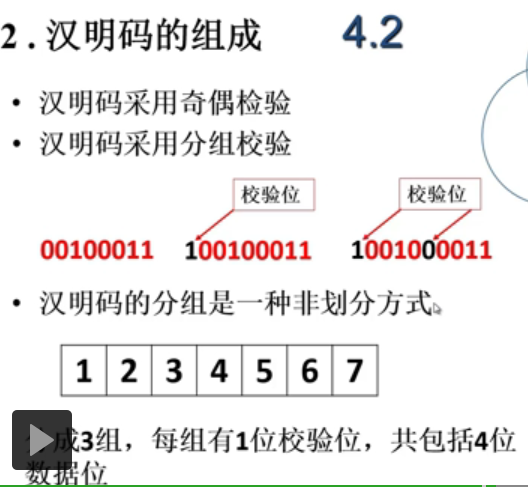 2 . 汉明码的组成 4.2
• 汉明码采用奇偶检验
• 汉明码采用分组校验
校验位 校验位
00100011 100100011 1001000011
• 汉明码的分组是一种非划分方式
1 2 3 4 5 6 7
成3组，每组有1位校验位，共包括4位
数据位